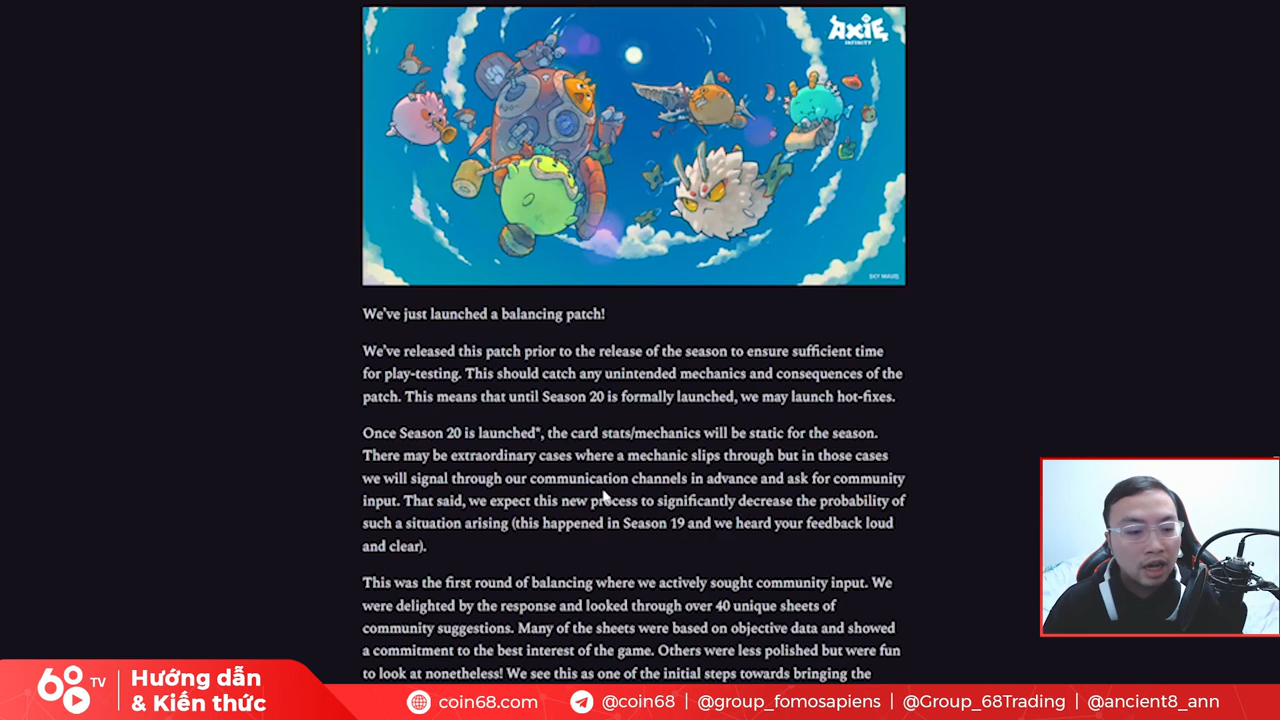 AXIE
INFINITY
SKY MAVIS
We've just launched a balancing patch!
We've released this patch prior to the release of the season to ensure sufficient time
for play-testing. This should catch any unintended mechanics and consequences of the
patch. This means that until Season 20 is formally launched, we may launch hot-fixes.
Once Season 20 is launched*, the card stats/mechanics will be static for the season.
There may be extraordinary cases where a mechanic slips through but in those cases
we will signal through our communication channels in advance and ask for community
input. That said, we expect this new process to significantly decrease the probability of
such a situation arising (this happened in Season 19 and we heard your feedback loud
and clear).
This was the first round of balancing where we actively sought community input. We
were delighted by the response and looked through over 40 unique sheets of
community suggestions. Many of the sheets were based on objective data and showed
a commitment to the best interest of the game. Others were less polished but were fun
to look at nonetheless! We see this as one of the initial steps towards bringing the
68 TV
Hướng dẫn
& Kiến thức
coin68.com
@coin68 | @group_fomosapiens | @Group_68Trading | @ancient8_ann